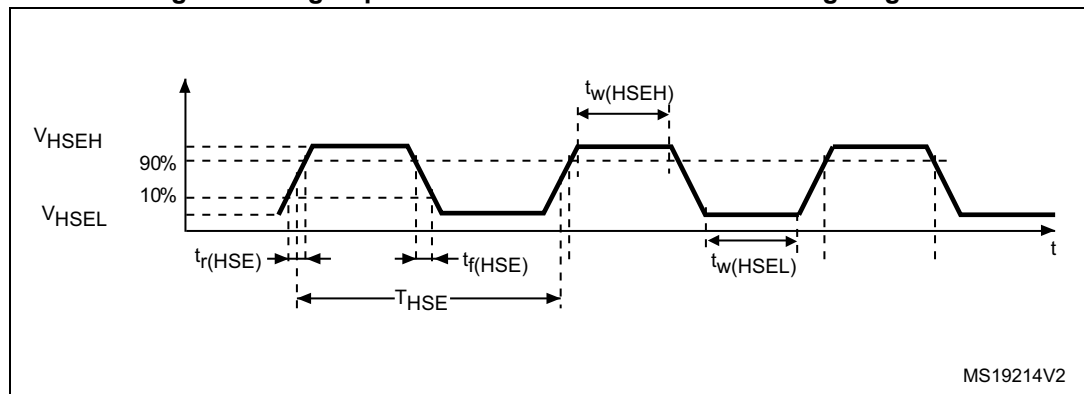 tw(HSEH)
VHSEH
90%
10%
VHSEL
t
tr(HSE)
tf(HSE)
tw(HSEL)
THSE
MS19214V2